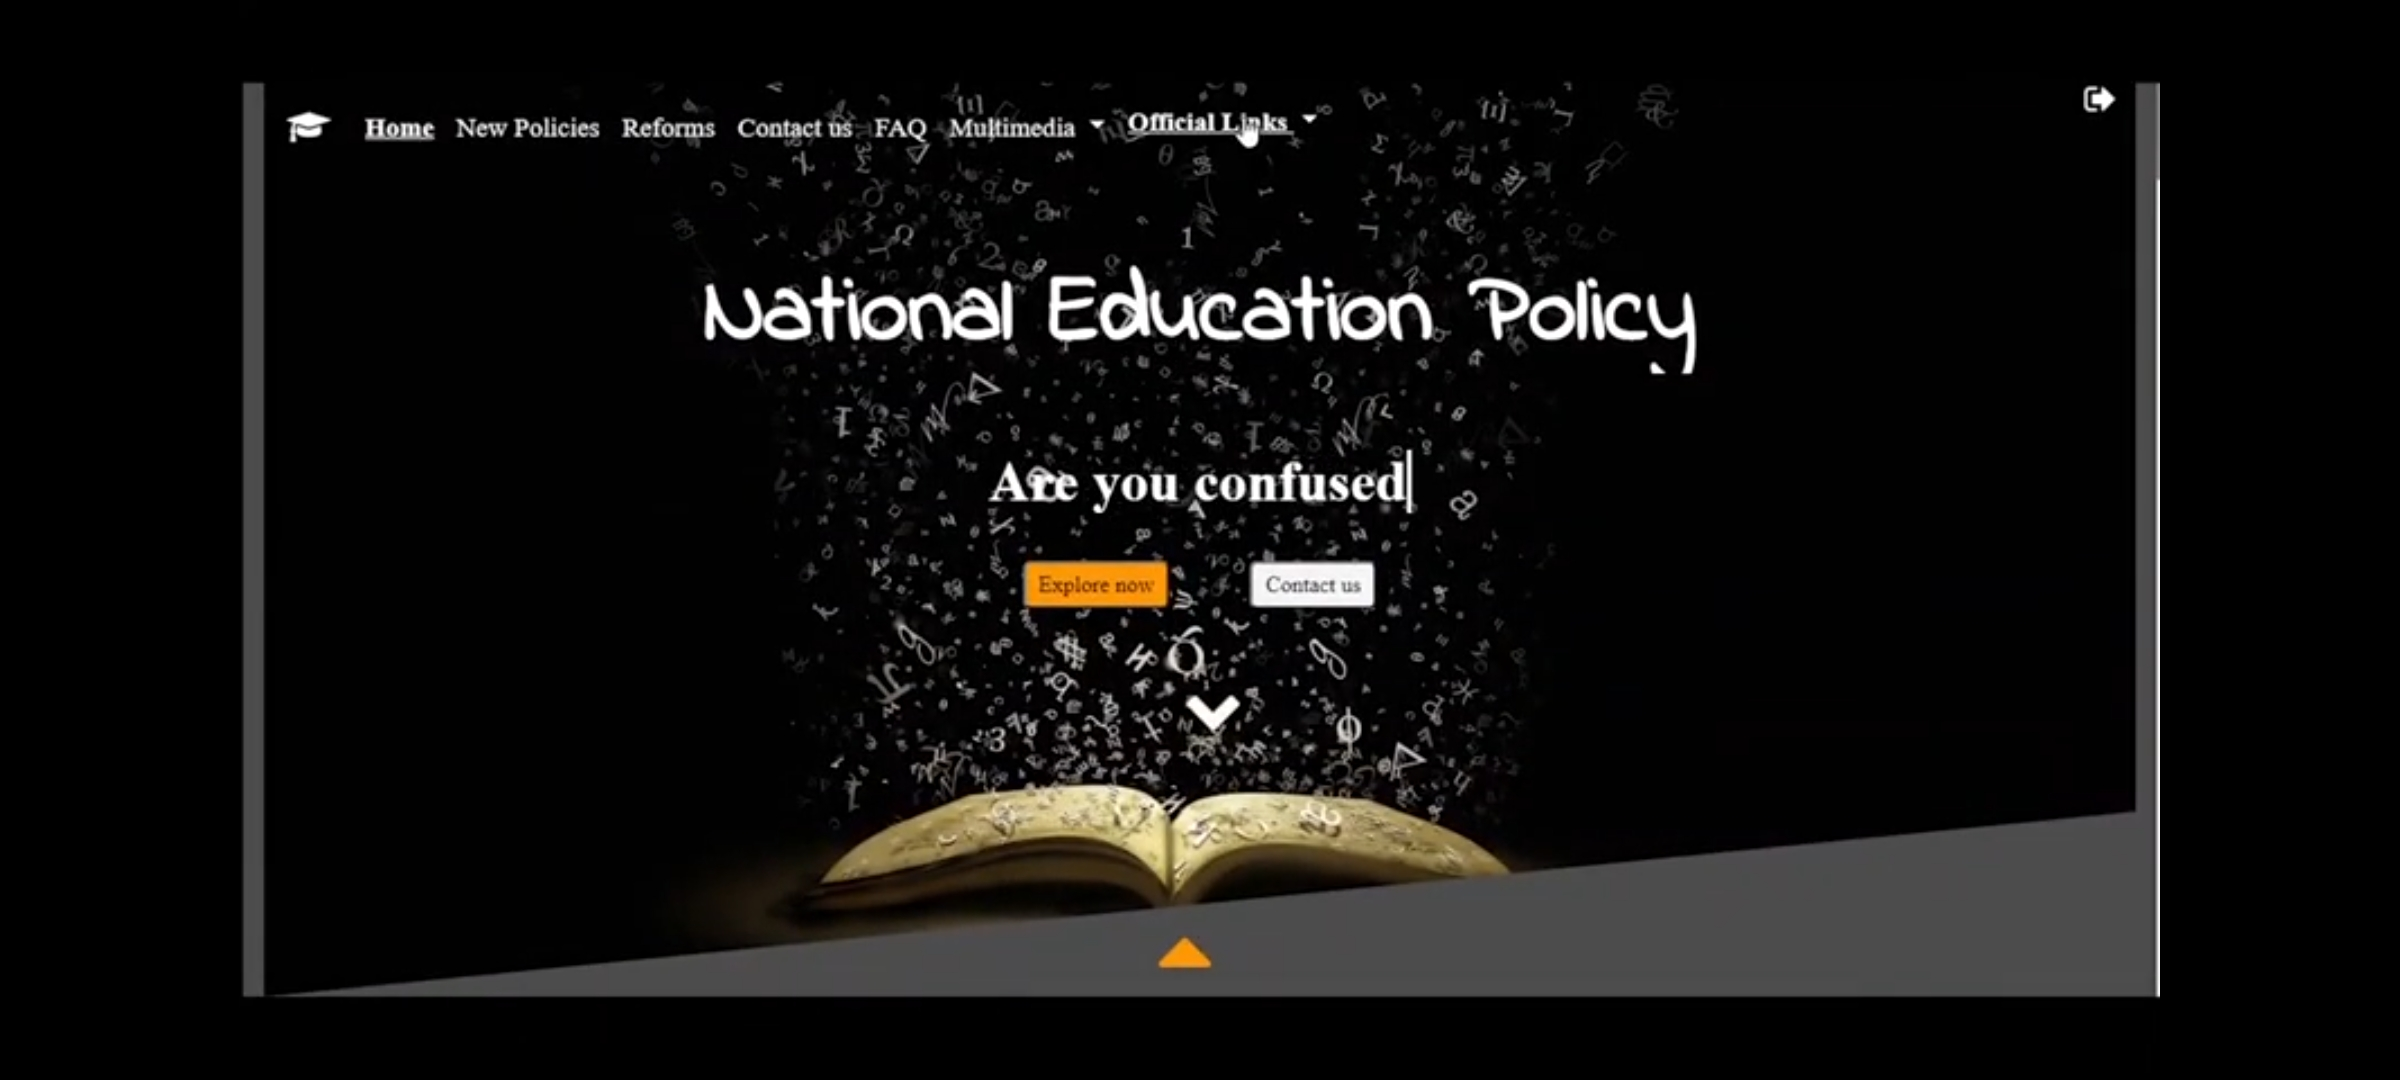 Home New Policies Reforms Contact us FAQ Multimedia Official Links
National Education Policy
Are you confused
Explore now Contact us